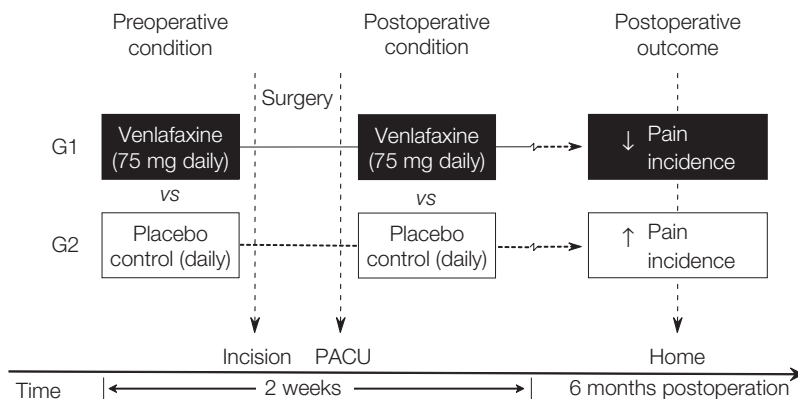 Preoperative
condition
Postoperative
condition
Postoperative
outcome
Surgery
G1
Venlafaxine
(75 mg daily)
Venlafaxine
(75 mg daily)
↓ Pain
incidence
vs
vs
G2
Placebo
control (daily)
Placebo
control (daily)
↑ Pain
incidence
Incision
PACU
Home
Time
2 weeks
6 months postoperation